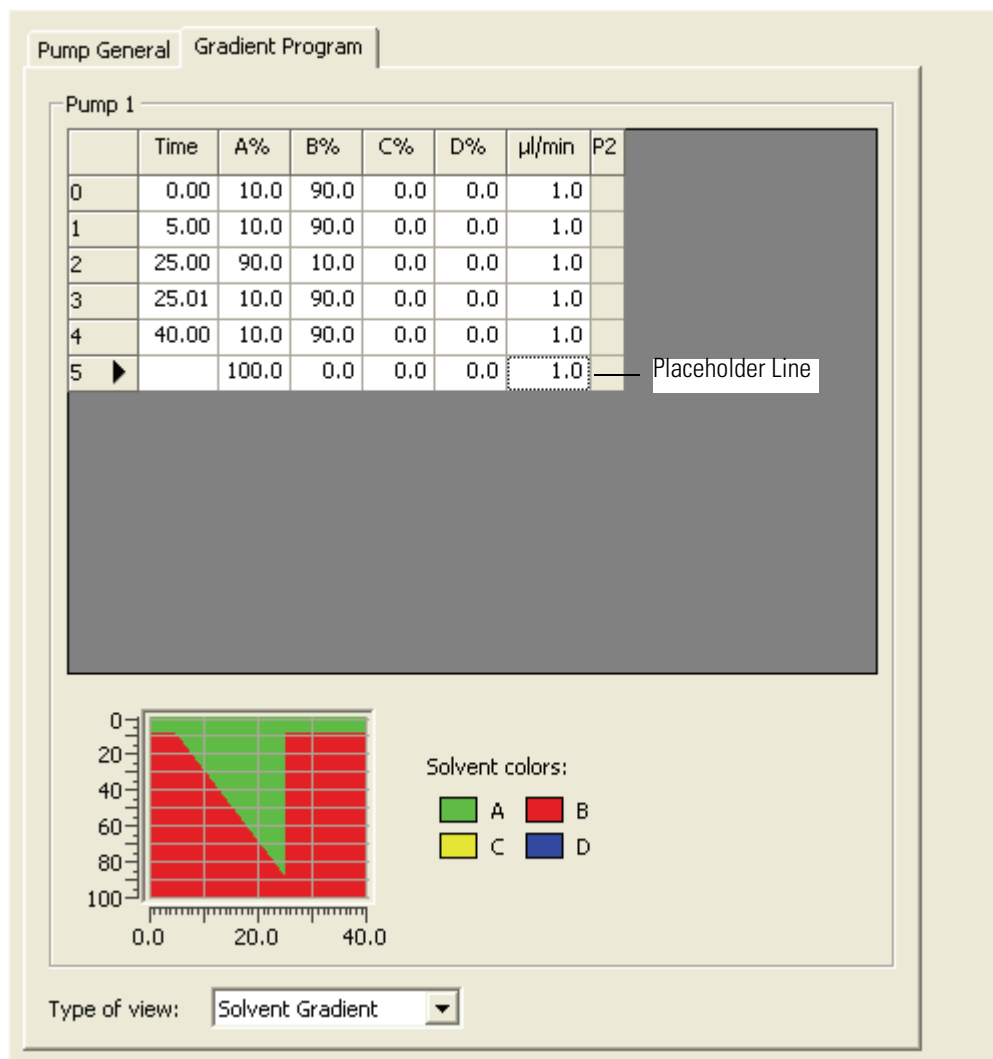 Pump General Gradient Program
Pump 1
Time A% B% C% D% µl/min P2
0 0.00 10.0 90.0 0.0 0.0 1.0
1 5.00 10.0 90.0 0.0 0.0 1.0
2 25.00 90.0 10.0 0.0 0.0 1.0
3 25.01 10.0 90.0 0.0 0.0 1.0
4 40.00 10.0 90.0 0.0 0.0 1.0
5 100.0 0.0 0.0 0.0 1.0 Placeholder Line
0
20
40
60
80
100
0.0 20.0 40.0
Solvent colors:
A B
C D
Type of view: Solvent Gradient